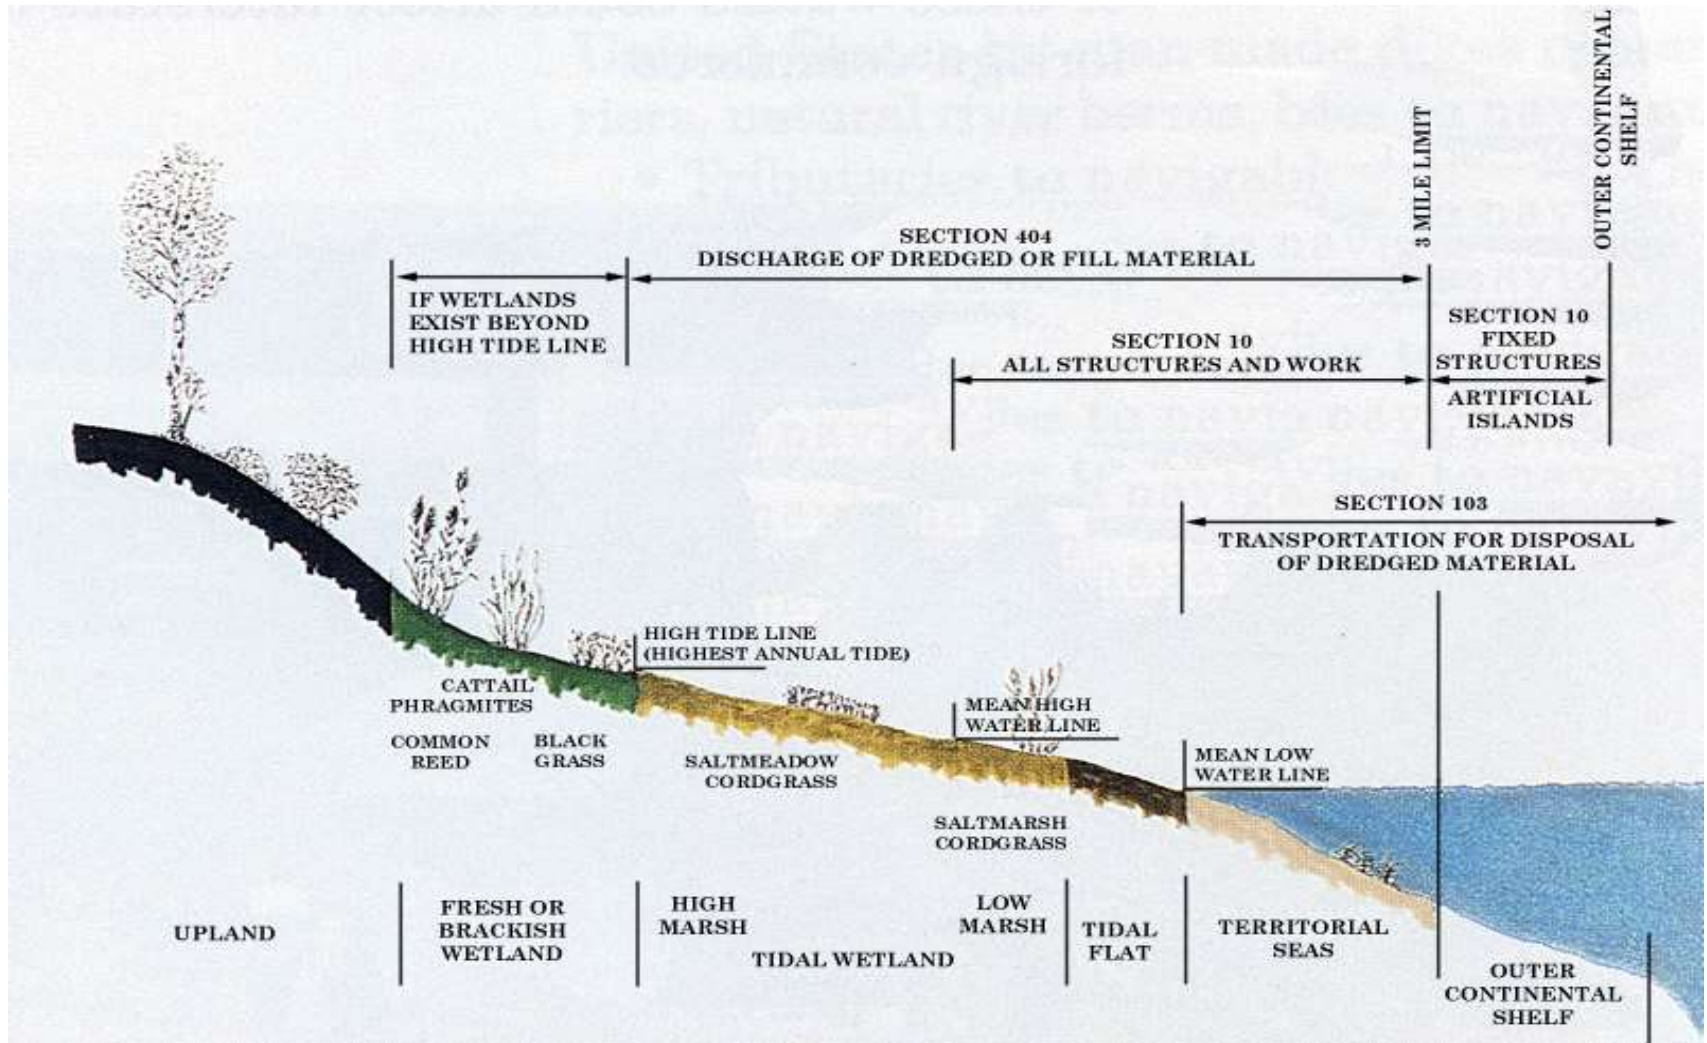 OUTER CONTINENTAL
SHELF
3 MILE LIMIT
SECTION 404
DISCHARGE OF DREDGED OR FILL MATERIAL
IF WETLANDS
EXIST BEYOND
HIGH TIDE LINE
SECTION 10
ALL STRUCTURES AND WORK
SECTION 10
FIXED
STRUCTURES
ARTIFICIAL
ISLANDS
SECTION 103
TRANSPORTATION FOR DISPOSAL
OF DREDGED MATERIAL
HIGH TIDE LINE
(HIGHEST ANNUAL TIDE)
MEAN HIGH
WATER LINE
MEAN LOW
WATER LINE
CATTAIL
PHRAGMITES
COMMON
REED
BLACK
GRASS
SALTMEADOW
CORDGRASS
SALTMARSH
CORDGRASS
UPLAND
FRESH OR
BRACKISH
WETLAND
HIGH
MARSH
TIDAL WETLAND
LOW
MARSH
TIDAL
FLAT
TERRITORIAL
SEAS
OUTER
CONTINENTAL
SHELF